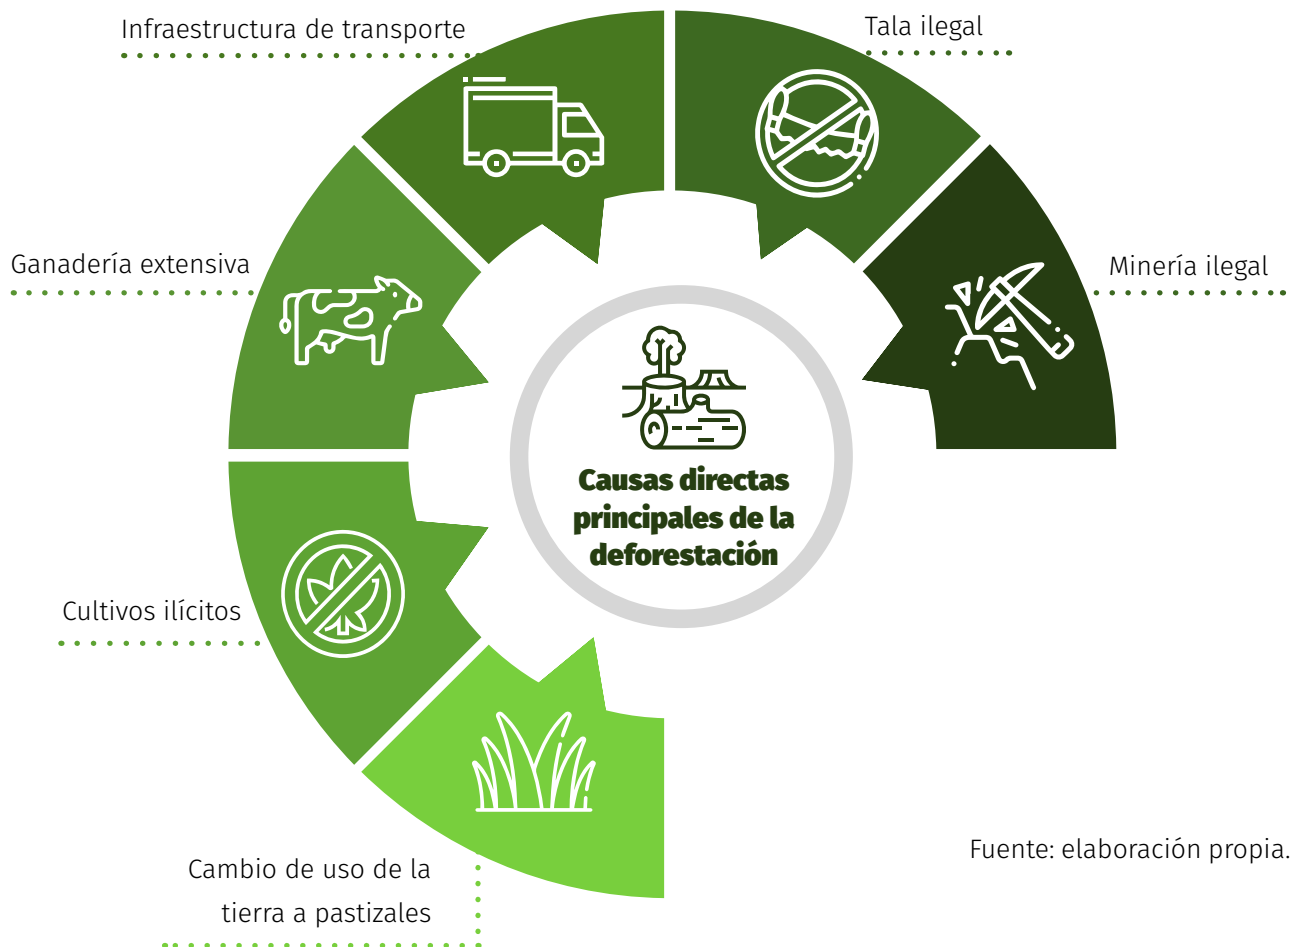 Infraestructura de transporte
Tala ilegal
Ganadería extensiva
Minería ilegal
Causas directas
principales de la
deforestación
Cultivos ilícitos
Cambio de uso de la
tierra a pastizales
Fuente: elaboración propia.